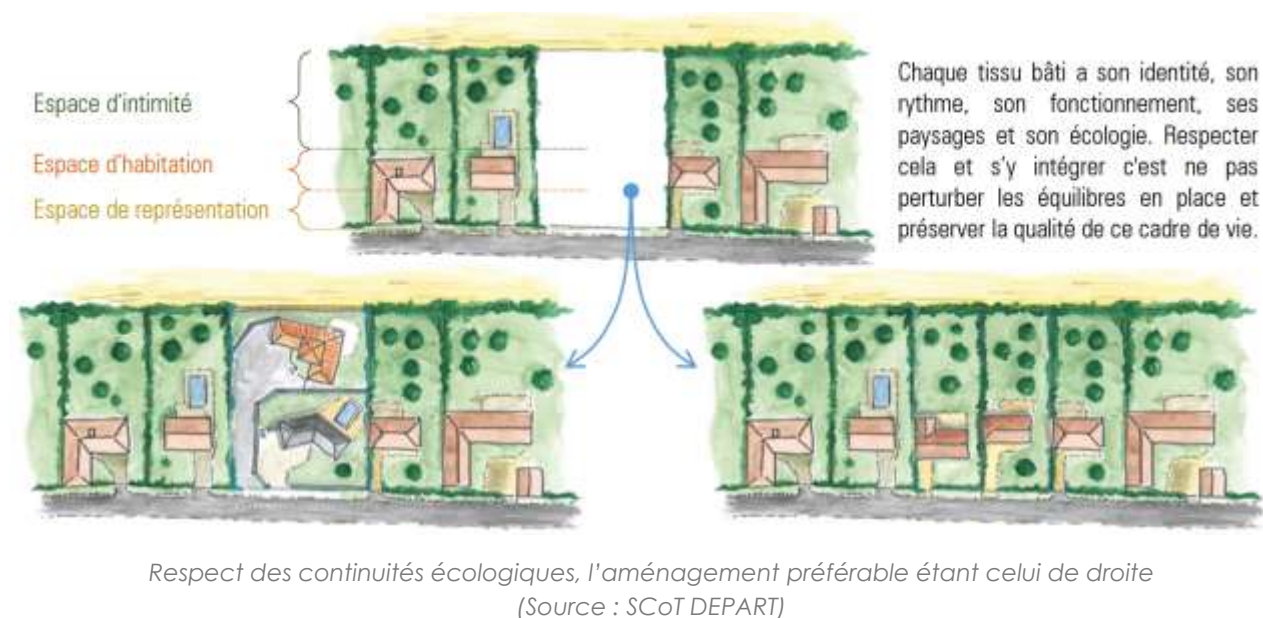 Espace d'intimité
Espace d'habitation
Espace de représentation
Chaque tissu bâti a son identité, son
rythme, son fonctionnement, ses
paysages et son écologie. Respecter
cela et s'y intégrer c'est ne pas
perturber les équilibres en place et
préserver la qualité de ce cadre de vie.
Respect des continuités écologiques, l'aménagement préférable étant celui de droite
(Source : SCoT DEPART)